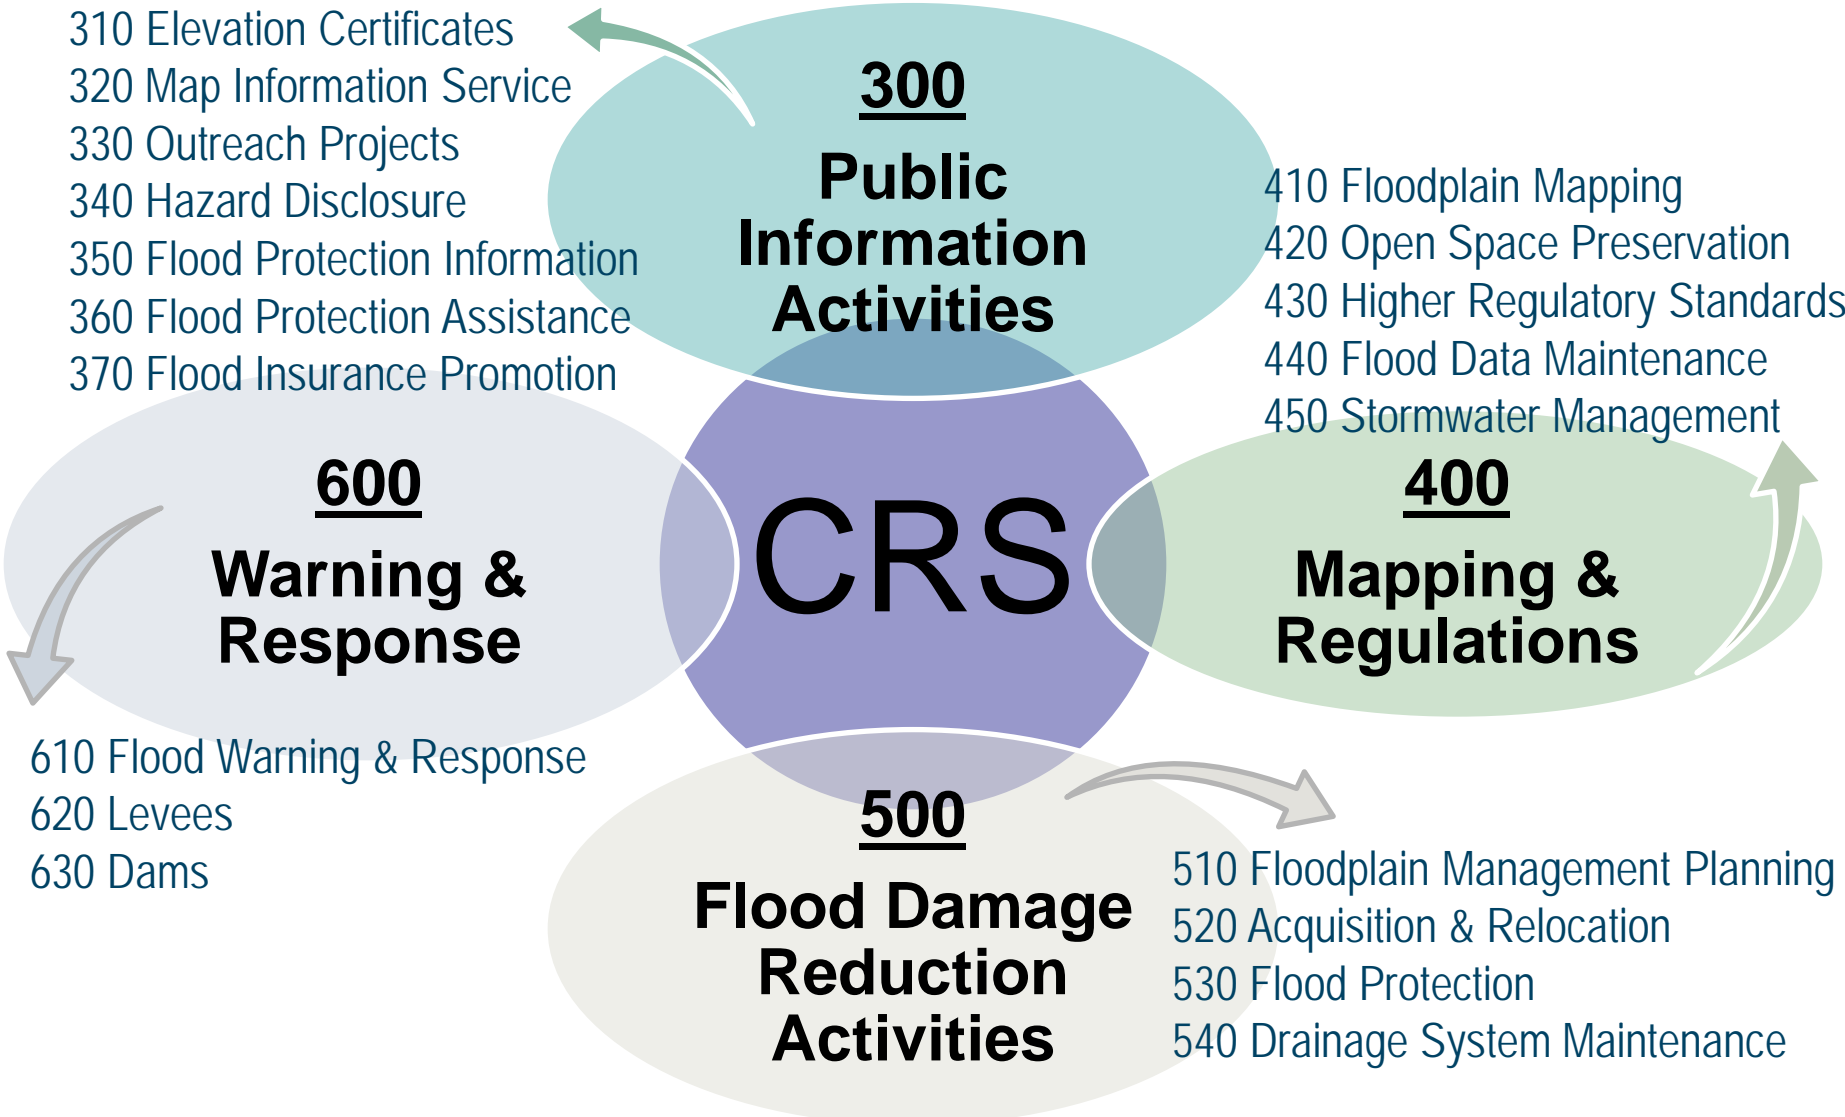 310 Elevation Certificates
320 Map Information Service
330 Outreach Projects
340 Hazard Disclosure
350 Flood Protection Information
360 Flood Protection Assistance
370 Flood Insurance Promotion
300
Public
Information
Activities
410 Floodplain Mapping
420 Open Space Preservation
430 Higher Regulatory Standards
440 Flood Data Maintenance
450 Stormwater Management
600
Warning &
Response
CRS
400
Mapping &
Regulations
610 Flood Warning & Response
620 Levees
630 Dams
500
Flood Damage
Reduction
Activities
510 Floodplain Management Planning
520 Acquisition & Relocation
530 Flood Protection
540 Drainage System Maintenance